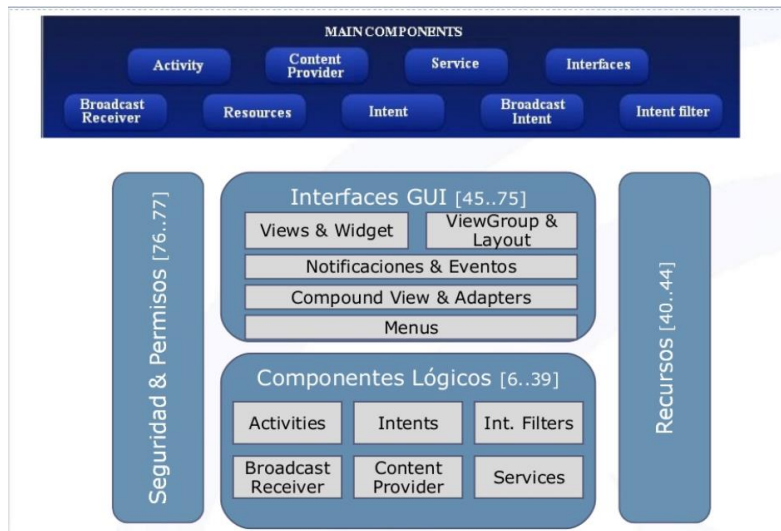 MAIN COMPONENTS
Activity
Content
Provider
Service
Interfaces
Broadcast
Receiver
Resources
Intent
Broadcast
Intent
Intent filter
Seguridad & Permisos [76..77]
Interfaces GUI [45..75]
Views & Widget
ViewGroup &
Layout
Notificaciones & Eventos
Compound View & Adapters
Menus
Componentes Lógicos [6..39]
Activities
Intents
Int. Filters
Broadcast
Receiver
Content
Provider
Services
Recursos [40..44]